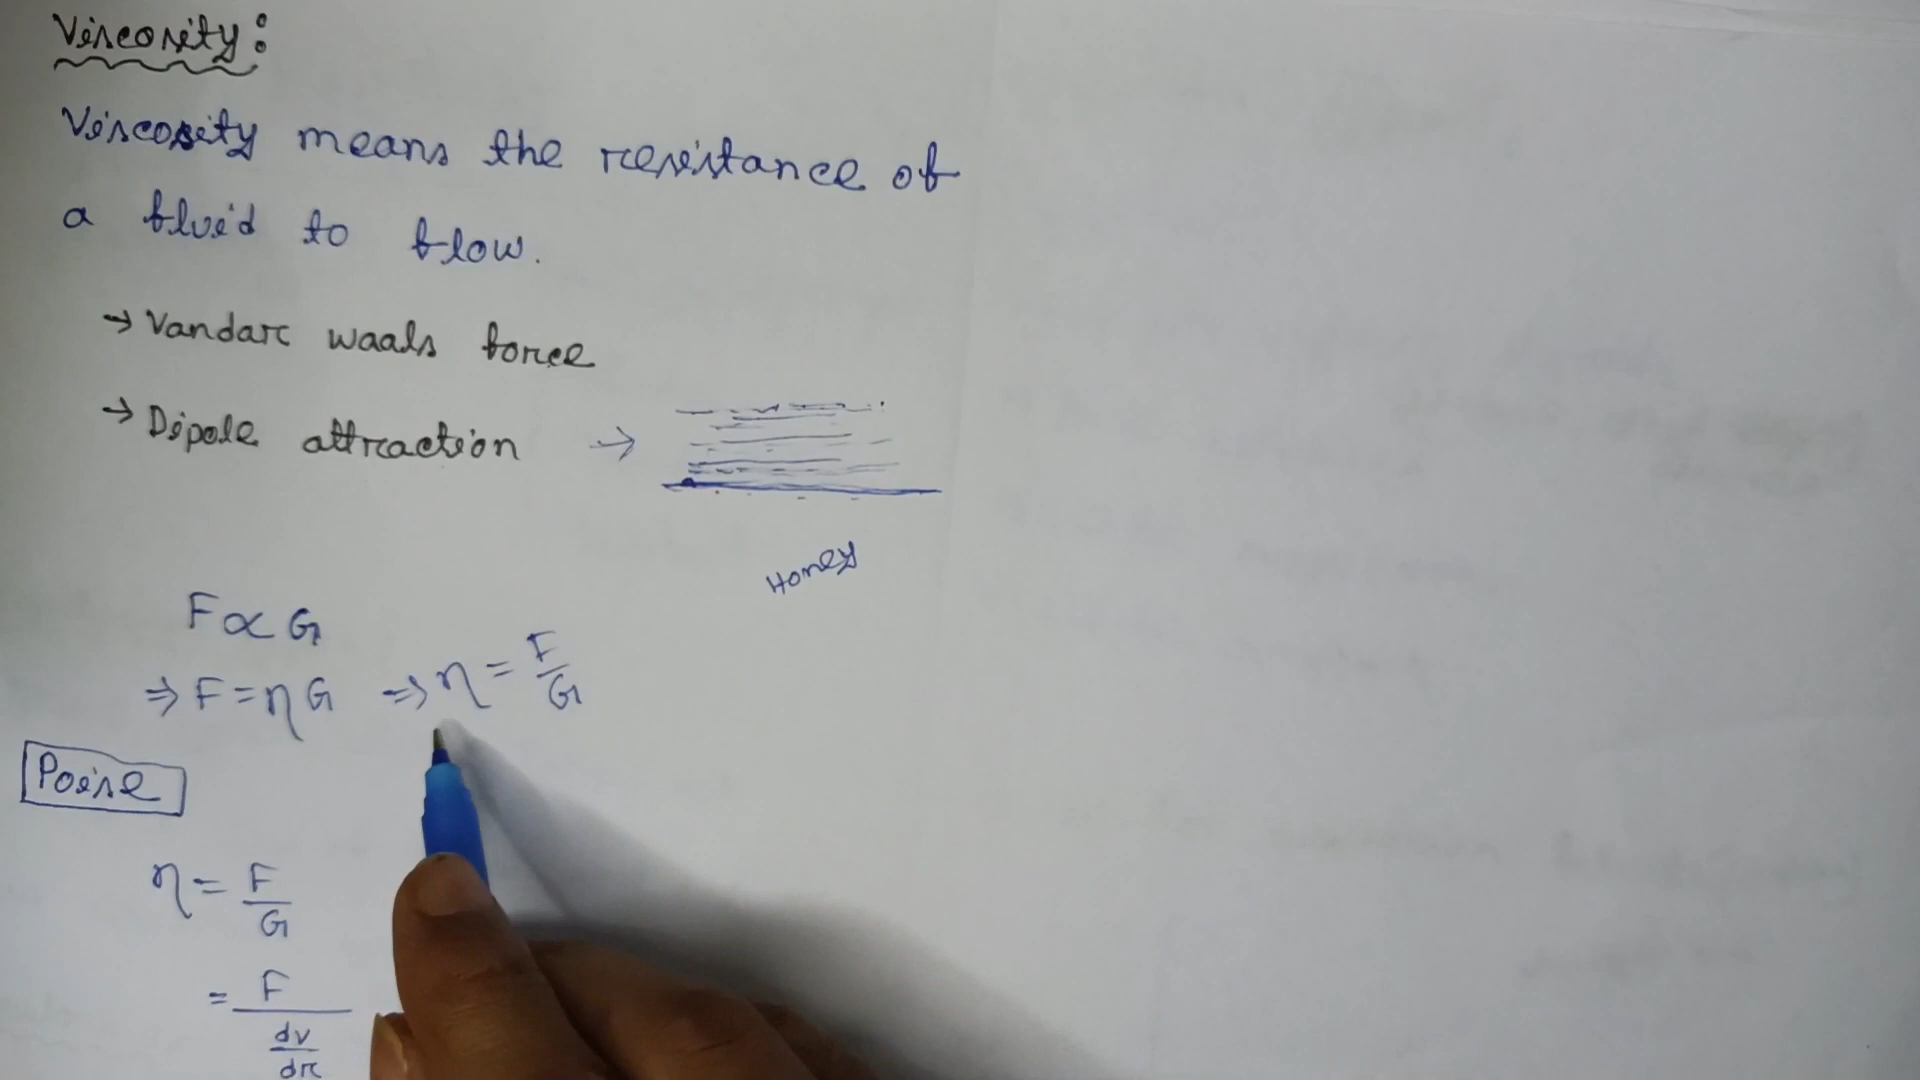 Viscosity:
Viscosity means the resistance of
a fluid to flow.
→ Vandar waals force
→ Dipole attraction →
Honey
F ∝ G
⇒ F = η G ⇒ η = F/G
Poise
η = F/G
= F/(dv/dr)